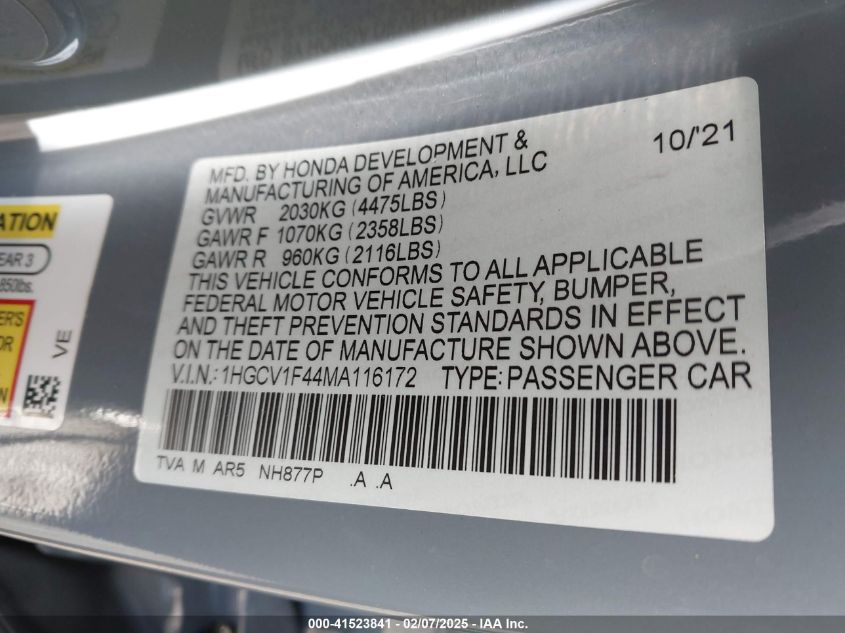 10/'21
MFD. BY HONDA DEVELOPMENT &
MANUFACTURING OF AMERICA, LLC
GVWR 2030KG (4475LBS)
GAWR F 1070KG (2358LBS)
GAWR R 960KG (2116LBS)
THIS VEHICLE CONFORMS TO ALL APPLICABLE
FEDERAL MOTOR VEHICLE SAFETY, BUMPER,
AND THEFT PREVENTION STANDARDS IN EFFECT
ON THE DATE OF MANUFACTURE SHOWN ABOVE.
V.I.N.: 1HGCV1F44MA116172 TYPE: PASSENGER CAR
TVA M AR5 NH877P .A .A
ATION
EAR 3
850lbs.
ER'S
OR
VE
000-41523841 - 02/07/2025 - IAA Inc.